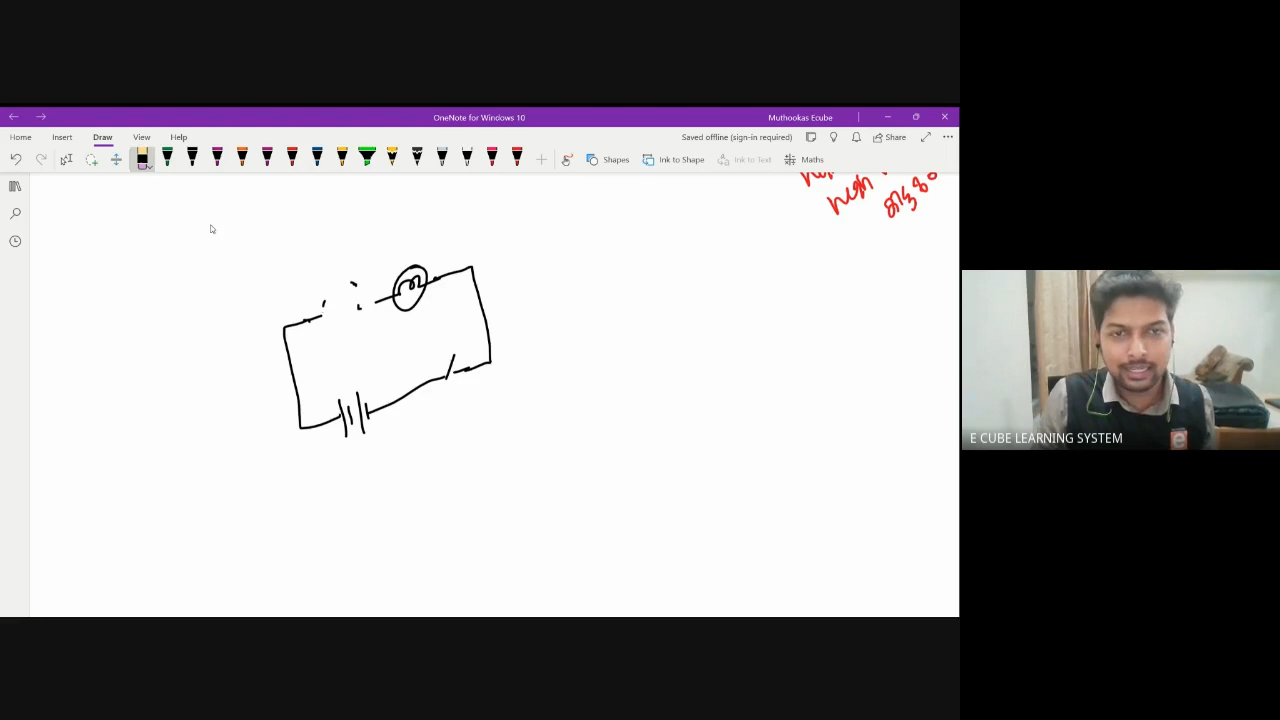 OneNote for Windows 10
Muthookas Ecube
Home Insert Draw View Help
Saved offline (sign-in required)
Share
Shapes
Ink to Shape
Ink to Text
Maths
E CUBE LEARNING SYSTEM